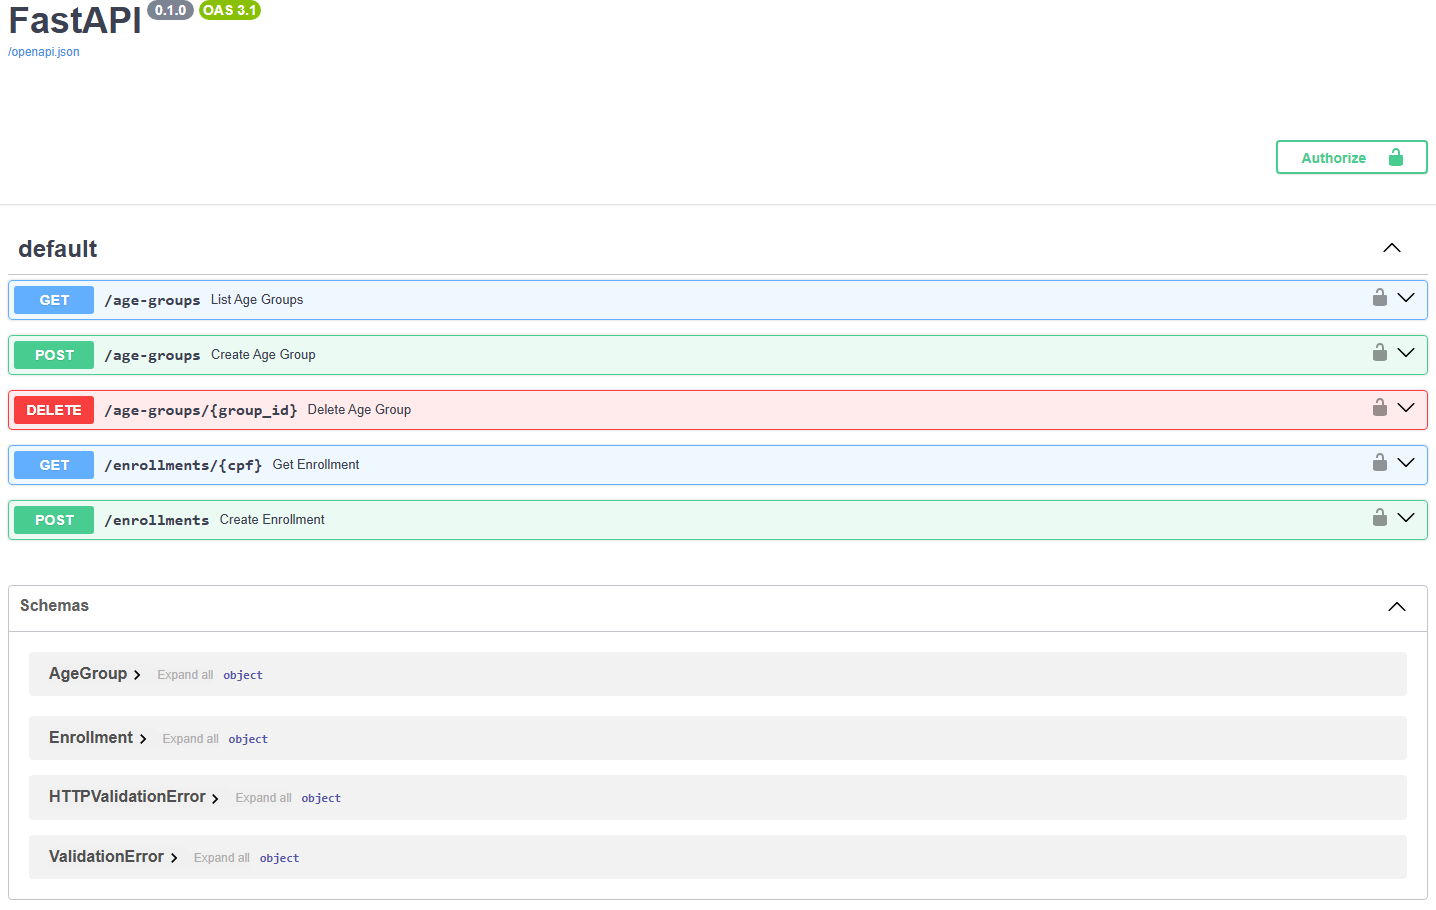 FastAPI 0.1.0 OAS 3.1
/openapi.json
Authorize
default
GET /age-groups List Age Groups
POST /age-groups Create Age Group
DELETE /age-groups/{group_id} Delete Age Group
GET /enrollments/{cpf} Get Enrollment
POST /enrollments Create Enrollment
Schemas
AgeGroup Expand all object
Enrollment Expand all object
HTTPValidationError Expand all object
ValidationError Expand all object